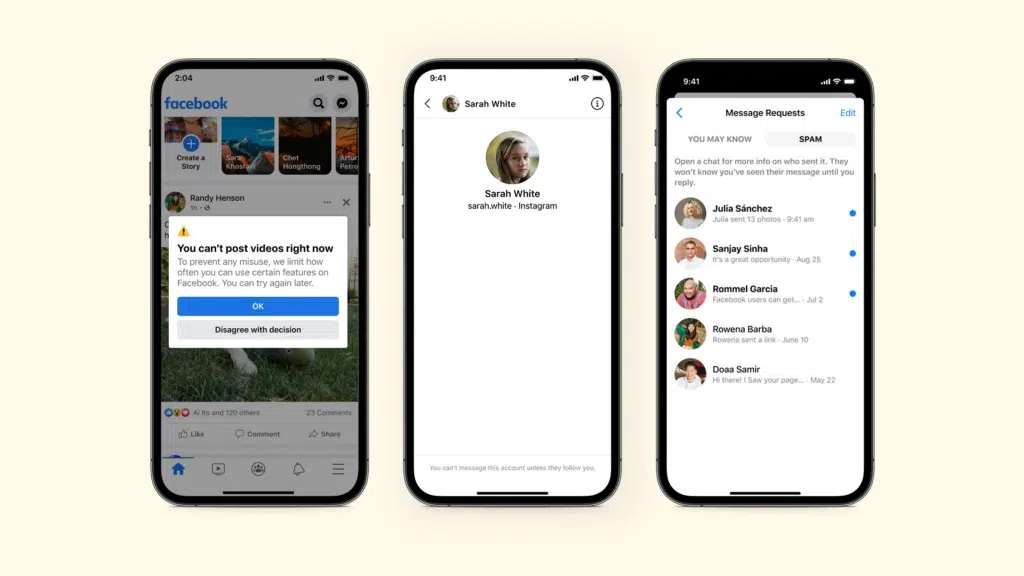 2:04
facebook
Create a
Story
Sara
Khosravi
Chet
Hongthong
Artur
Petro
Randy Henson
1h
You can't post videos right now
To prevent any misuse, we limit how
often you can use certain features on
Facebook. You can try again later.
OK
Disagree with decision
Ai Ito and 120 others
23 Comments
Like
Comment
Share
9:41
Sarah White
Sarah White
sarah.white · Instagram
You can't message this account unless they follow you.
9:41
Message Requests
Edit
YOU MAY KNOW
SPAM
Open a chat for more info on who sent it. They
won't know you've seen their message until you
reply.
Julia Sánchez
Julia sent 13 photos · 9:41 am
Sanjay Sinha
It's a great opportunity · Aug 25
Rommel Garcia
Facebook users can get... · Jul 2
Rowena Barba
Rowena sent a link · June 10
Doaa Samir
Hi there! I Saw your page... · May 22